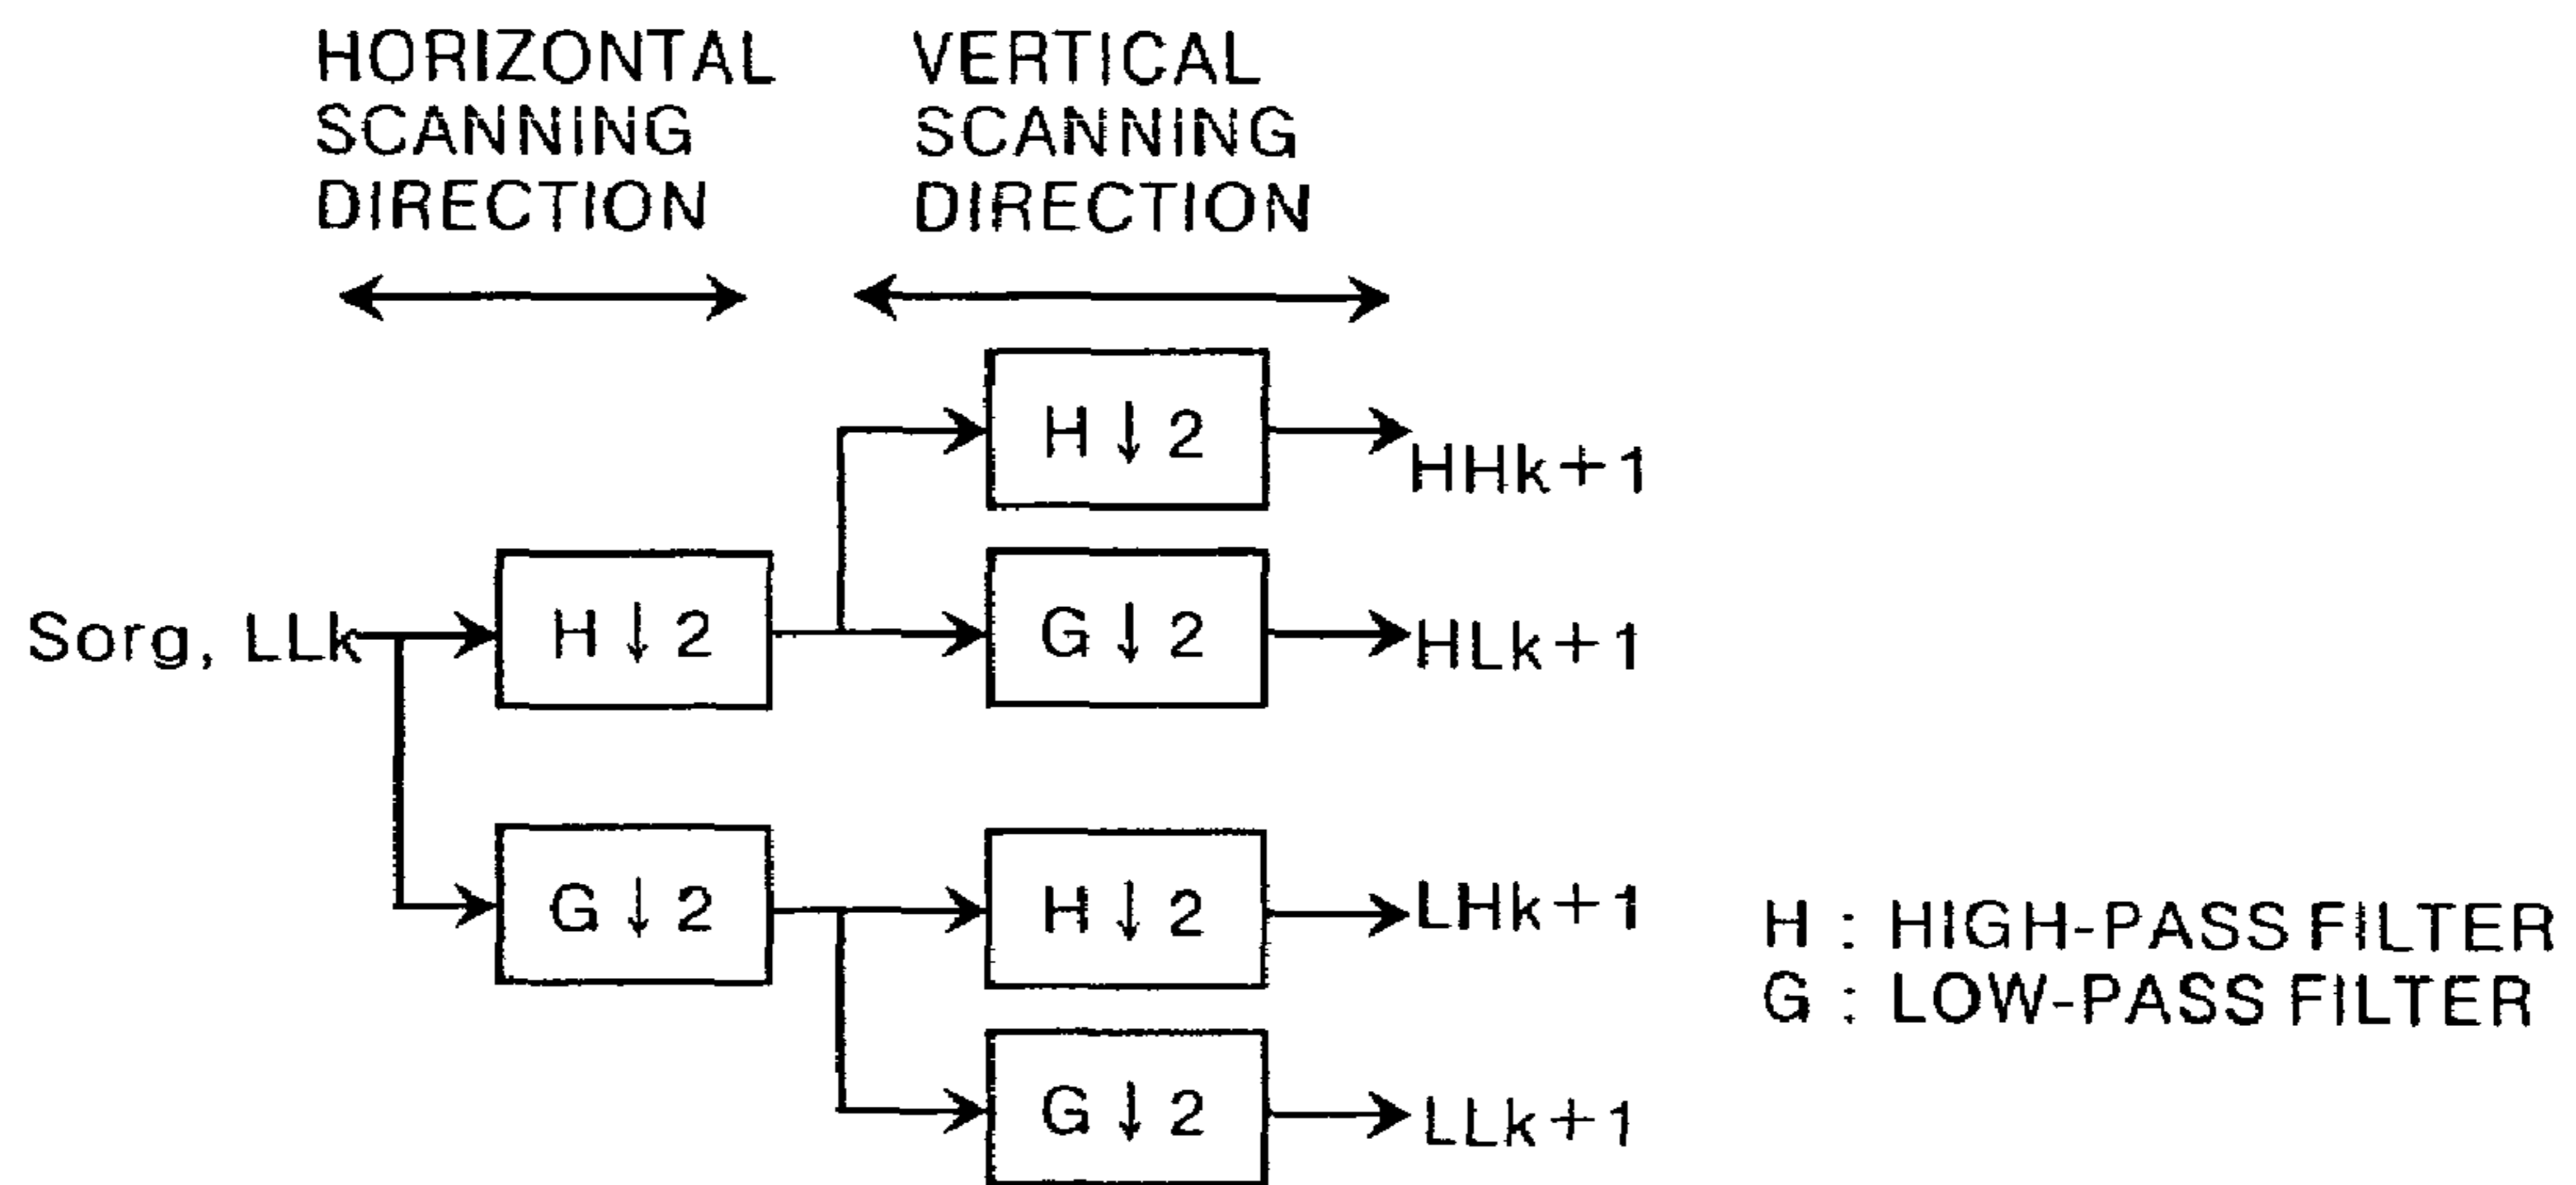 HORIZONTAL
SCANNING
DIRECTION
VERTICAL
SCANNING
DIRECTION
H↓2
HHk+1
Sorg, LLk
H↓2
G↓2
HLk+1
G↓2
H↓2
LHk+1
G↓2
LLk+1
H : HIGH-PASS FILTER
G : LOW-PASS FILTER